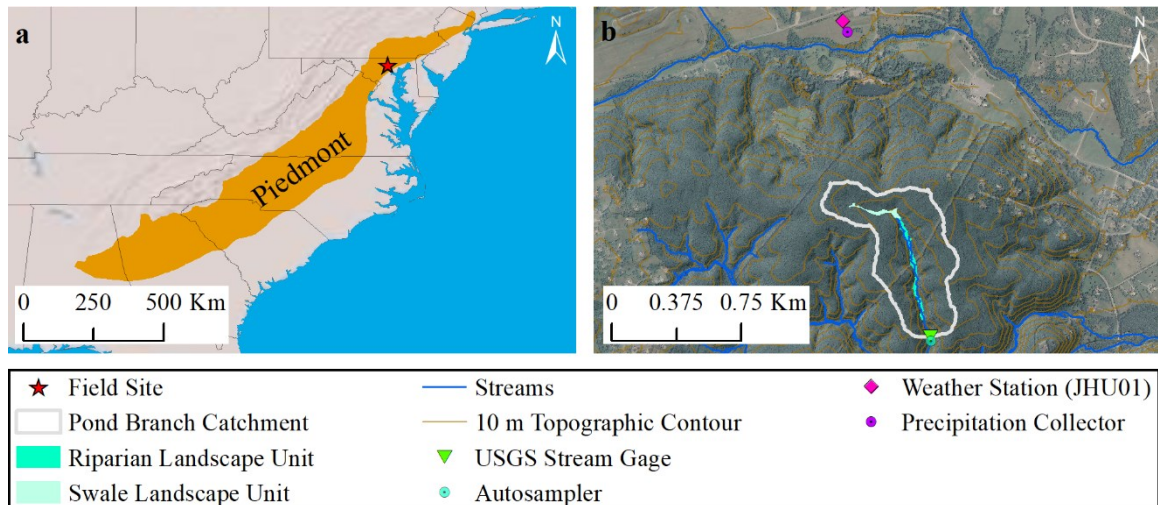 a
N
Piedmont
0 250 500 Km
b
N
0 0.375 0.75 Km
Field Site
Streams
Weather Station (JHU01)
Pond Branch Catchment
10 m Topographic Contour
Precipitation Collector
Riparian Landscape Unit
USGS Stream Gage
Swale Landscape Unit
Autosampler